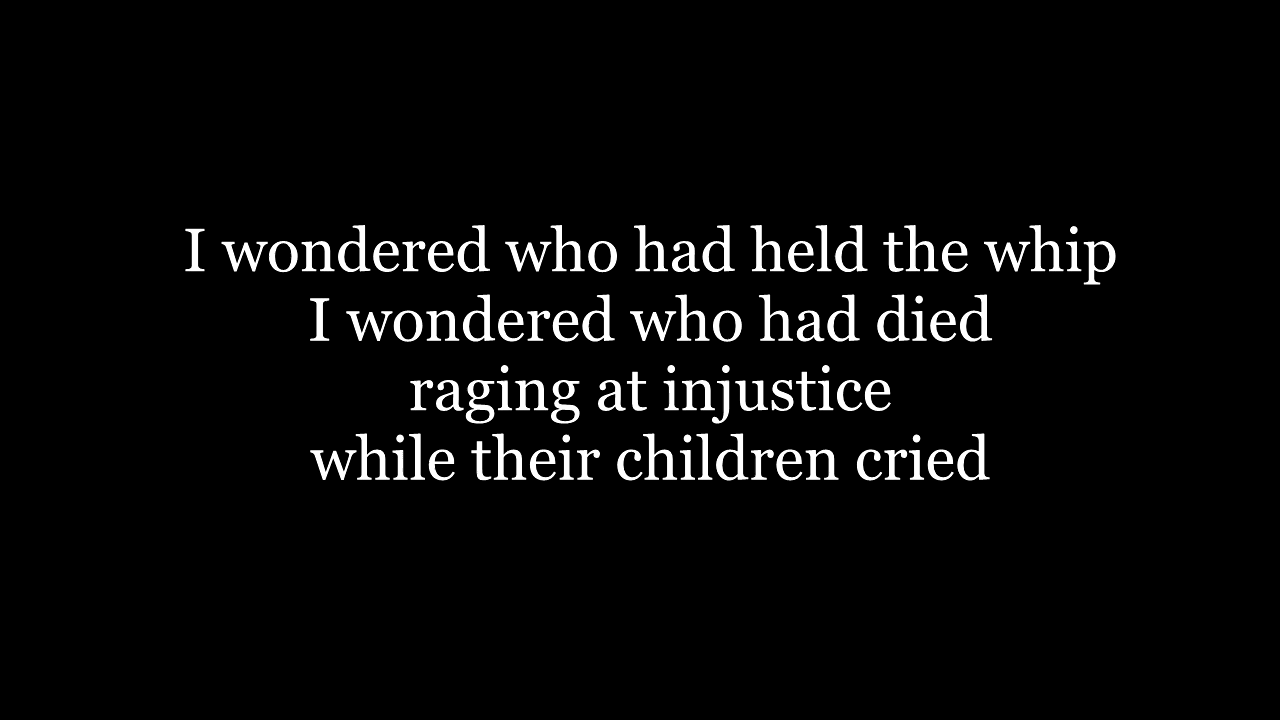 I wondered who had held the whip
I wondered who had died
raging at injustice
while their children cried